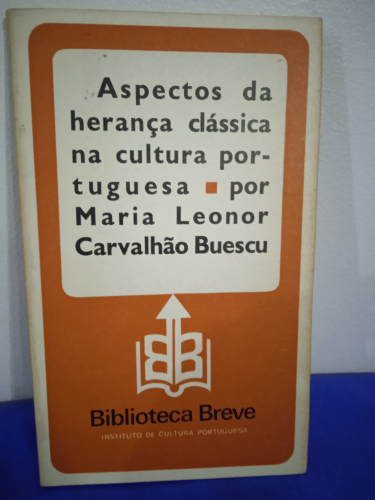 Aspectos da
herança clássica
na cultura por-
tuguesa ■ por
Maria Leonor
Carvalhão Buescu
BB
Biblioteca Breve
INSTITUTO DE CULTURA PORTUGUESA